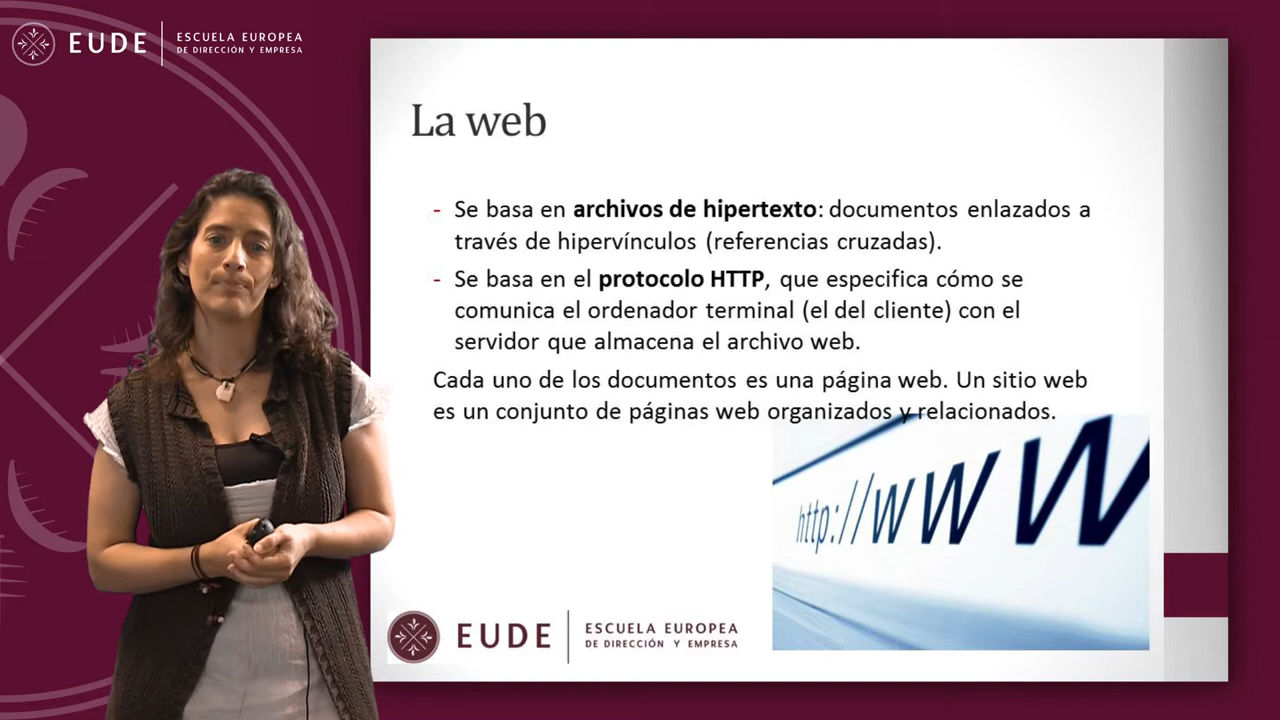 EUDE
ESCUELA EUROPEA
DE DIRECCIÓN Y EMPRESA
La web
- Se basa en archivos de hipertexto: documentos enlazados a
través de hipervínculos (referencias cruzadas).
- Se basa en el protocolo HTTP, que especifica cómo se
comunica el ordenador terminal (el del cliente) con el
servidor que almacena el archivo web.
Cada uno de los documentos es una página web. Un sitio web
es un conjunto de páginas web organizados y relacionados.
http://WWW
EUDE
ESCUELA EUROPEA
DE DIRECCIÓN Y EMPRESA